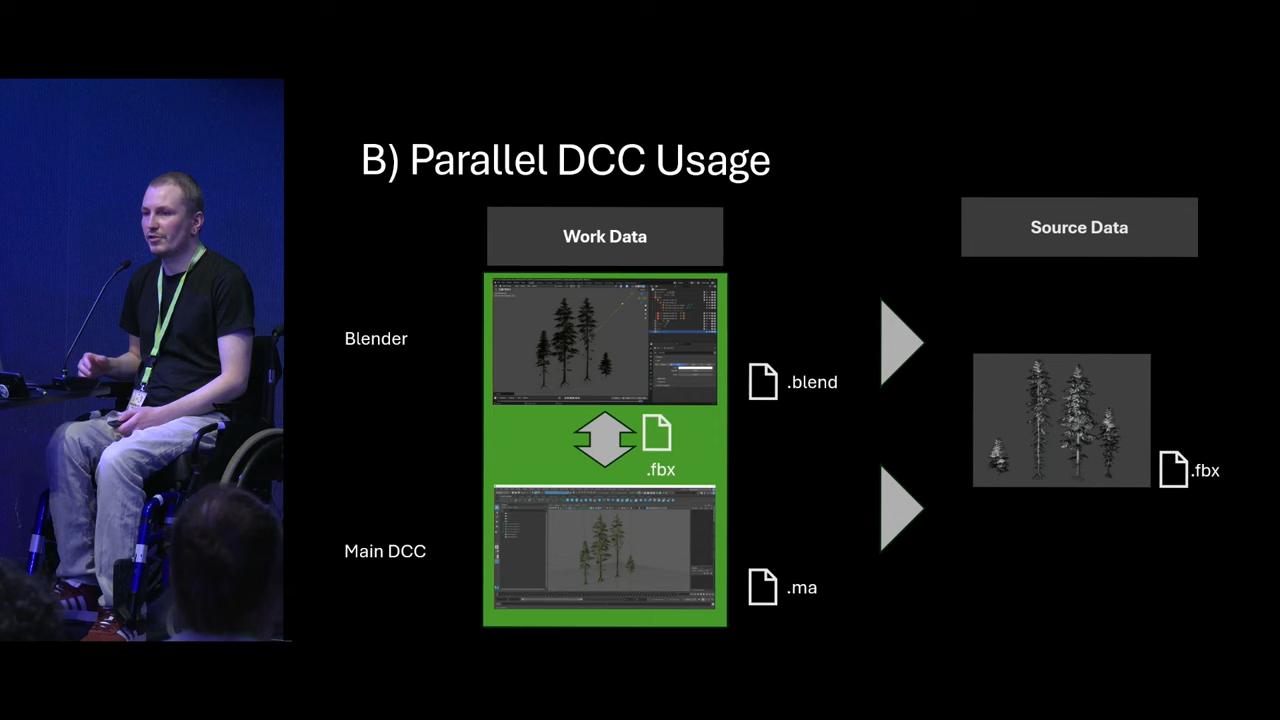 B) Parallel DCC Usage
Work Data
Source Data
Blender
.blend
.fbx
.fbx
Main DCC
.ma